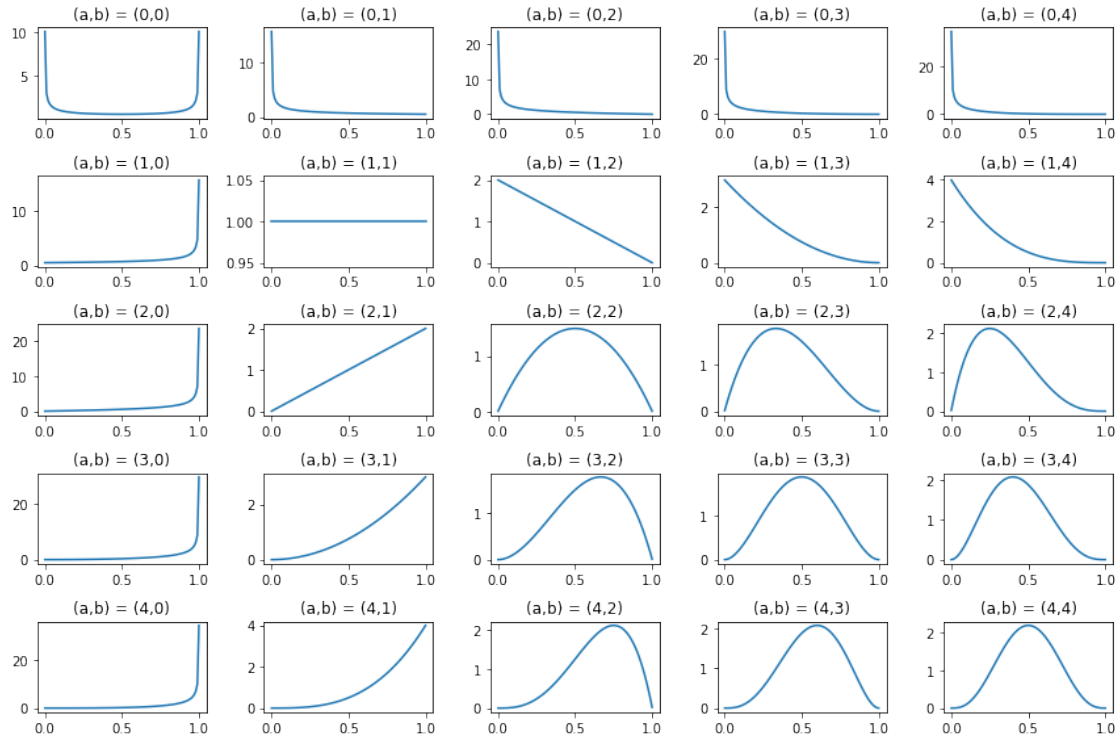 (a,b) = (0,0) (a,b) = (0,1) (a,b) = (0,2) (a,b) = (0,3) (a,b) = (0,4)
10 5 0.0 0.5 1.0
10 0 0.0 0.5 1.0
20 10 0 0.0 0.5 1.0
20 0 0.0 0.5 1.0
20 0 0.0 0.5 1.0
(a,b) = (1,0) (a,b) = (1,1) (a,b) = (1,2) (a,b) = (1,3) (a,b) = (1,4)
10 0 0.0 0.5 1.0
1.05 1.00 0.95 0.0 0.5 1.0
2 1 0 0.0 0.5 1.0
2 0 0.0 0.5 1.0
4 2 0 0.0 0.5 1.0
(a,b) = (2,0) (a,b) = (2,1) (a,b) = (2,2) (a,b) = (2,3) (a,b) = (2,4)
20 10 0 0.0 0.5 1.0
2 1 0 0.0 0.5 1.0
1 0 0.0 0.5 1.0
1 0 0.0 0.5 1.0
2 1 0 0.0 0.5 1.0
(a,b) = (3,0) (a,b) = (3,1) (a,b) = (3,2) (a,b) = (3,3) (a,b) = (3,4)
20 0 0.0 0.5 1.0
2 0 0.0 0.5 1.0
1 0 0.0 0.5 1.0
1 0 0.0 0.5 1.0
2 1 0 0.0 0.5 1.0
(a,b) = (4,0) (a,b) = (4,1) (a,b) = (4,2) (a,b) = (4,3) (a,b) = (4,4)
20 0 0.0 0.5 1.0
4 2 0 0.0 0.5 1.0
2 1 0 0.0 0.5 1.0
2 1 0 0.0 0.5 1.0
2 1 0 0.0 0.5 1.0